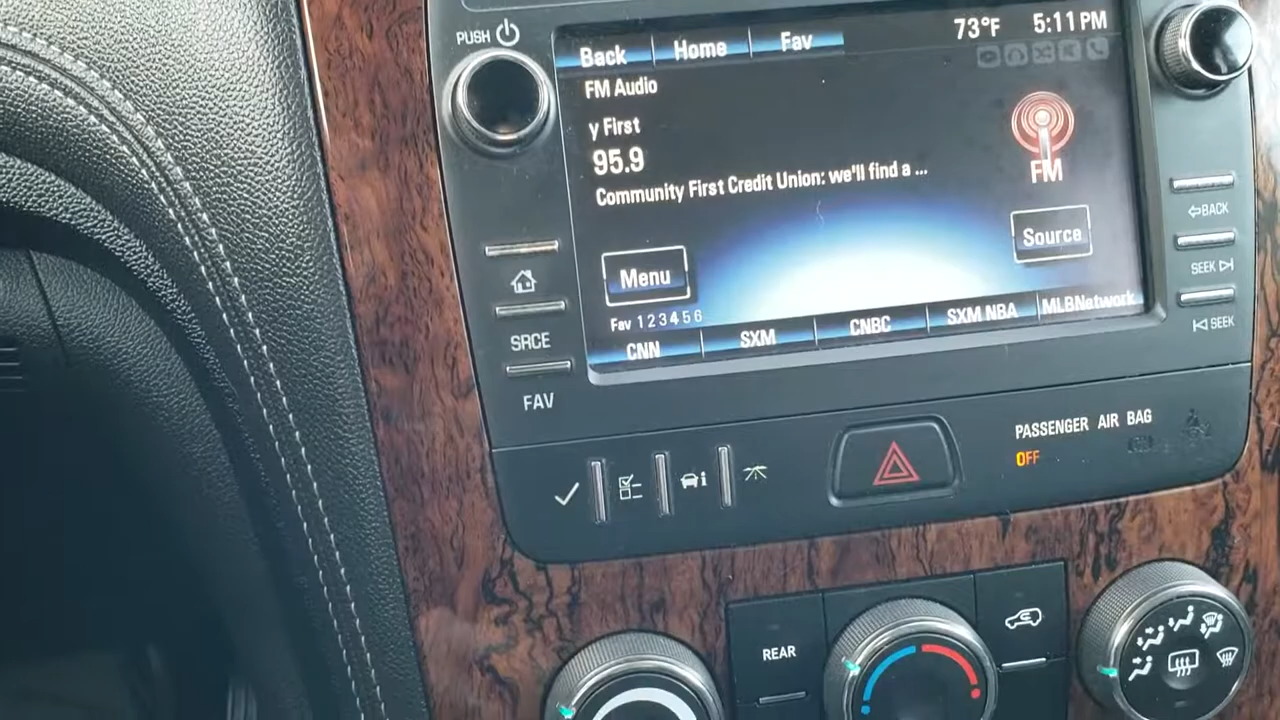 PUSH
Back Home Fav 73°F 5:11 PM
FM Audio
y First
95.9
Community First Credit Union: we'll find a ...
FM
Menu
Source
Fav 1 2 3 4 5 6
CNN SXM CNBC SXM NBA MLBNetwork
SRCE
FAV
BACK
SEEK
SEEK
PASSENGER AIR BAG
OFF
REAR